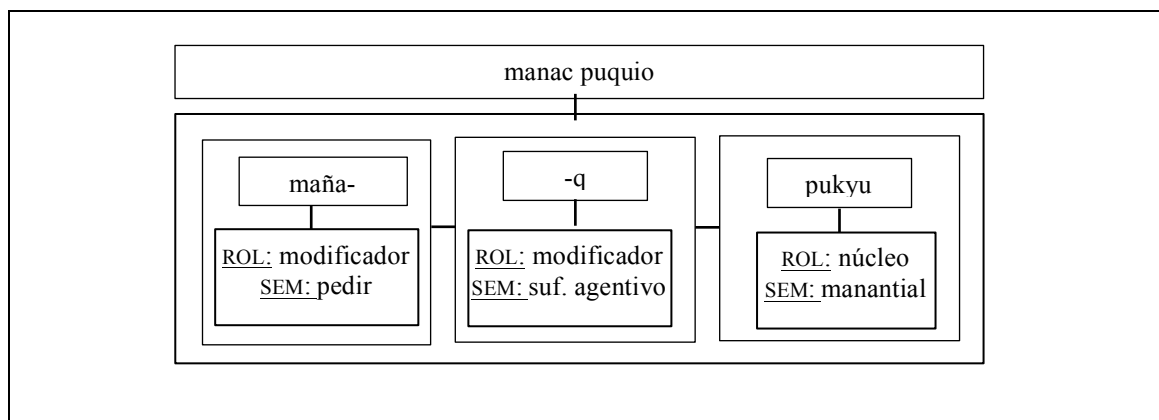 manac puquio
maña-
-q
pukyu
ROL: modificador
SEM: pedir
ROL: modificador
SEM: suf. agentivo
ROL: núcleo
SEM: manantial